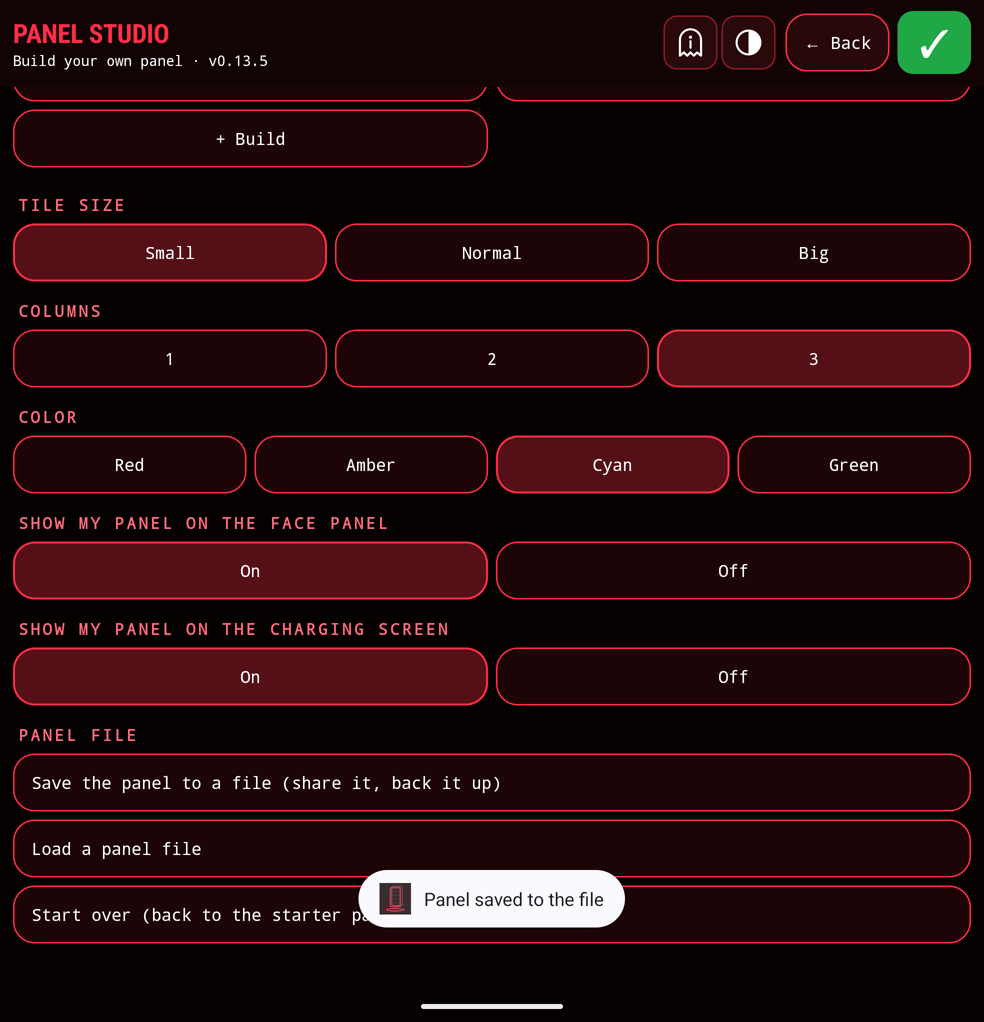 PANEL STUDIO
Build your own panel · v0.13.5
← Back
✓
+ Build
TILE SIZE
Small
Normal
Big
COLUMNS
1
2
3
COLOR
Red
Amber
Cyan
Green
SHOW MY PANEL ON THE FACE PANEL
On
Off
SHOW MY PANEL ON THE CHARGING SCREEN
On
Off
PANEL FILE
Save the panel to a file (share it, back it up)
Load a panel file
Start over (back to the starter
Panel saved to the file